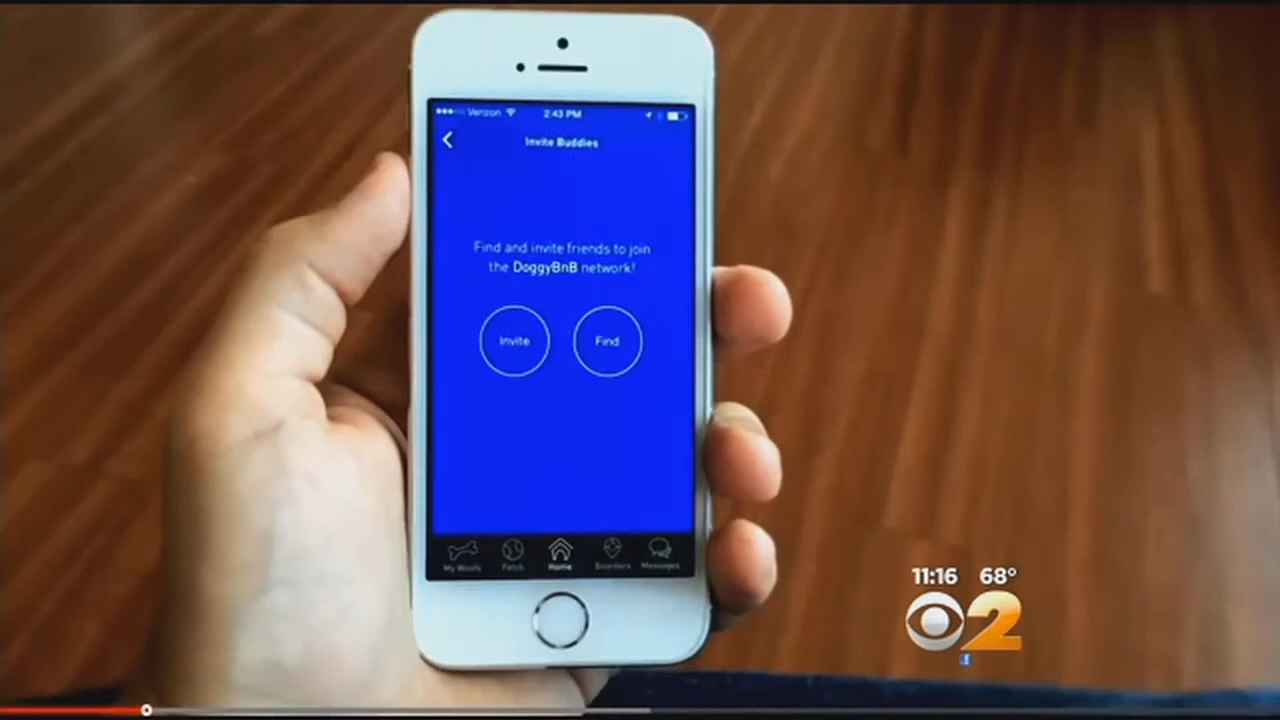 Verizon 2:43 PM
Invite Buddies
Find and invite friends to join
the DoggyBnB network!
Invite Find
My Woofs Fetch Home Boarders Messages
11:16 68°
2
f